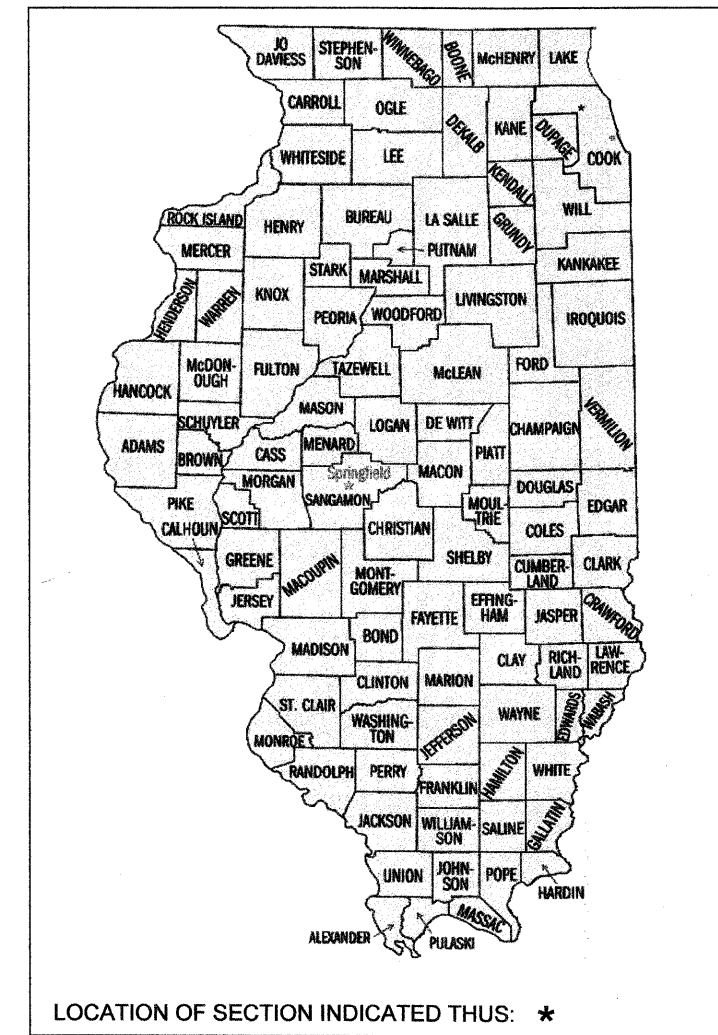 JO
DAVIESS
STEPHEN-
SON
WINNEBAGO
BOONE
McHENRY
LAKE
CARROLL
OGLE
DEKALB
KANE
DUPAGE
COOK
*
WHITESIDE
LEE
KENDALL
WILL
ROCK ISLAND
HENRY
BUREAU
LA SALLE
GRUNDY
MERCER
PUTNAM
KANKAKEE
STARK
MARSHALL
HENDERSON
WARREN
KNOX
PEORIA
WOODFORD
LIVINGSTON
IROQUOIS
HANCOCK
McDON-
OUGH
FULTON
TAZEWELL
McLEAN
FORD
MASON
SCHUYLER
LOGAN
DE WITT
CHAMPAIGN
VERMILION
ADAMS
BROWN
CASS
MENARD
PIATT
MACON
Springfield
MORGAN
SANGAMON
DOUGLAS
PIKE
SCOTT
CHRISTIAN
MOUL-
TRIE
EDGAR
CALHOUN
COLES
GREENE
MACOUPIN
MONT-
GOMERY
SHELBY
CUMBER-
LAND
CLARK
JERSEY
FAYETTE
EFFING-
HAM
JASPER
CRAWFORD
MADISON
BOND
CLAY
RICH-
LAND
LAW-
RENCE
CLINTON
MARION
ST. CLAIR
WASHING-
TON
JEFFERSON
WAYNE
EDWARDS
WABASH
MONROE
RANDOLPH
PERRY
HAMILTON
WHITE
FRANKLIN
JACKSON
WILLIAM-
SON
SALINE
GALLATIN
UNION
JOHN-
SON
POPE
HARDIN
MASSAC
ALEXANDER
PULASKI
LOCATION OF SECTION INDICATED THUS: *